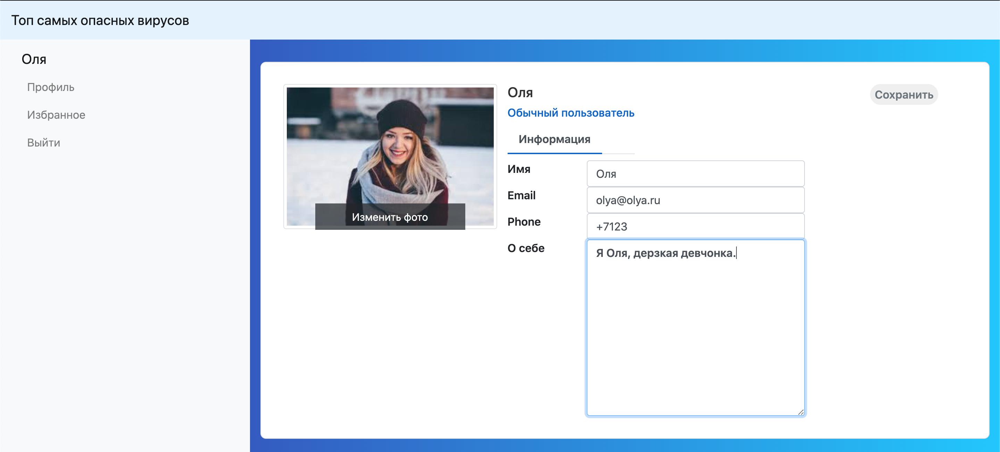 Топ самых опасных вирусов
Оля
Профиль
Избранное
Выйти
Изменить фото
Оля
Обычный пользователь
Сохранить
Информация
Имя
Оля
Email
olya@olya.ru
Phone
+7123
О себе
Я Оля, дерзкая девчонка.